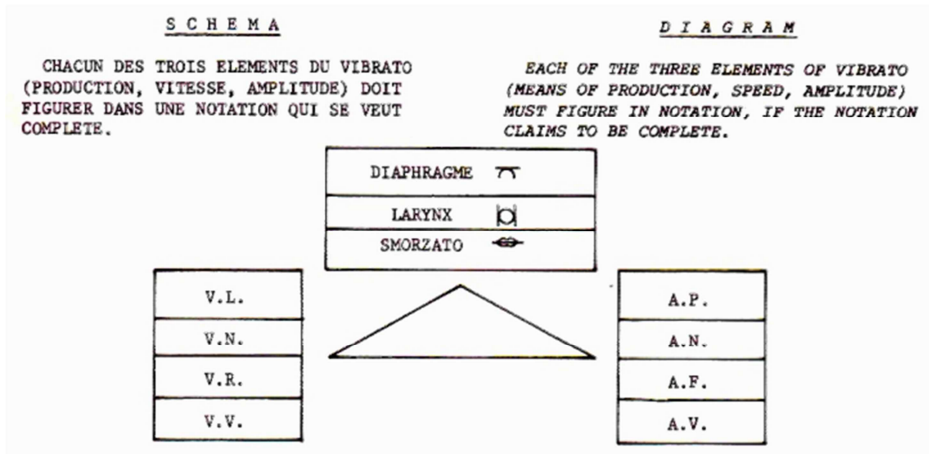 S C H E M A
CHACUN DES TROIS ELEMENTS DU VIBRATO
(PRODUCTION, VITESSE, AMPLITUDE) DOIT
FIGURER DANS UNE NOTATION QUI SE VEUT
COMPLETE.
D I A G R A M
EACH OF THE THREE ELEMENTS OF VIBRATO
(MEANS OF PRODUCTION, SPEED, AMPLITUDE)
MUST FIGURE IN NOTATION, IF THE NOTATION
CLAIMS TO BE COMPLETE.
DIAPHRAGME
LARYNX
SMORZATO
V.L.
V.N.
V.R.
V.V.
A.P.
A.N.
A.F.
A.V.